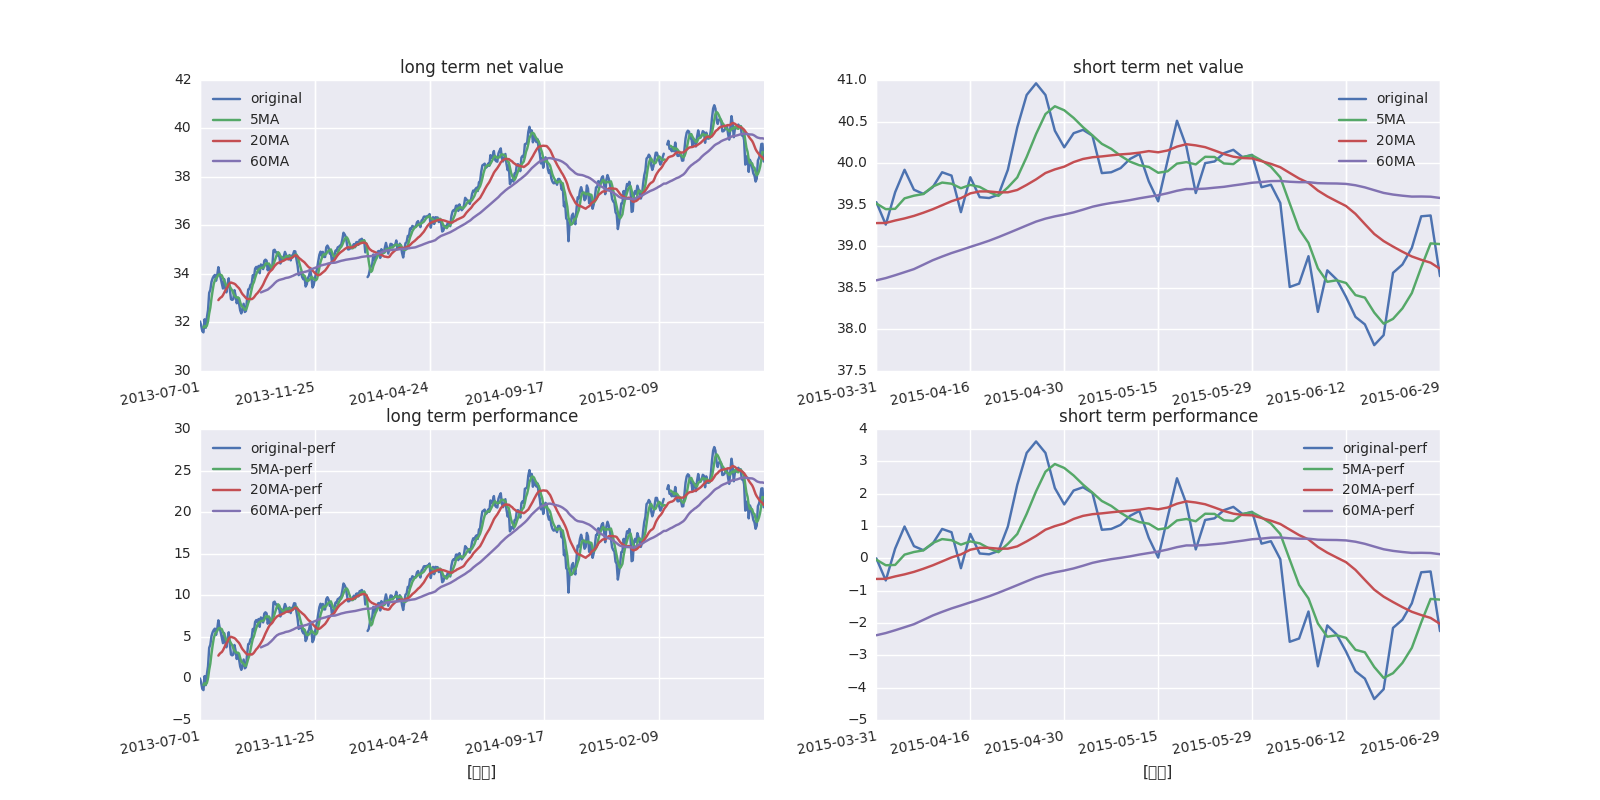 long term net value
42
40
38
36
34
32
30
original
5MA
20MA
60MA
2013-07-01
2013-11-25
2014-04-24
2014-09-17
2015-02-09
short term net value
41.0
40.5
40.0
39.5
39.0
38.5
38.0
37.5
original
5MA
20MA
60MA
2015-03-31
2015-04-16
2015-04-30
2015-05-15
2015-05-29
2015-06-12
2015-06-29
long term performance
30
25
20
15
10
5
0
−5
original-perf
5MA-perf
20MA-perf
60MA-perf
2013-07-01
2013-11-25
2014-04-24
2014-09-17
2015-02-09
short term performance
4
3
2
1
0
−1
−2
−3
−4
−5
original-perf
5MA-perf
20MA-perf
60MA-perf
2015-03-31
2015-04-16
2015-04-30
2015-05-15
2015-05-29
2015-06-12
2015-06-29